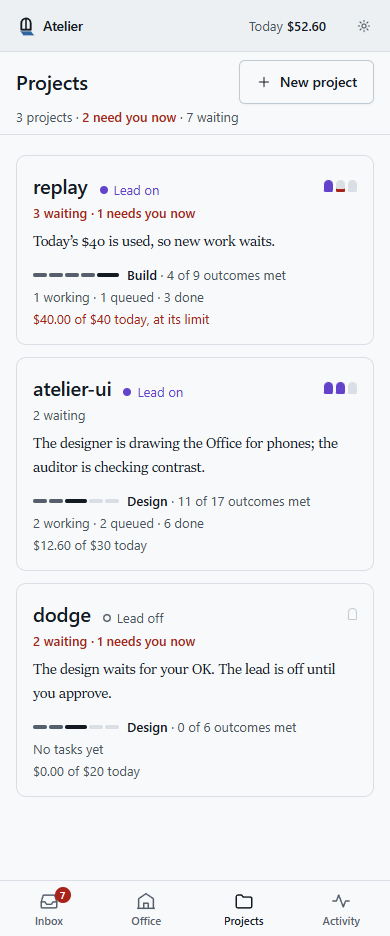 Atelier
Today $52.60
Projects
+ New project
3 projects · 2 need you now · 7 waiting
replay
Lead on
3 waiting · 1 needs you now
Today’s $40 is used, so new work waits.
Build · 4 of 9 outcomes met
1 working · 1 queued · 3 done
$40.00 of $40 today, at its limit
atelier-ui
Lead on
2 waiting
The designer is drawing the Office for phones; the
auditor is checking contrast.
Design · 11 of 17 outcomes met
2 working · 2 queued · 6 done
$12.60 of $30 today
dodge
Lead off
2 waiting · 1 needs you now
The design waits for your OK. The lead is off until
you approve.
Design · 0 of 6 outcomes met
No tasks yet
$0.00 of $20 today
7
Inbox
Office
Projects
Activity